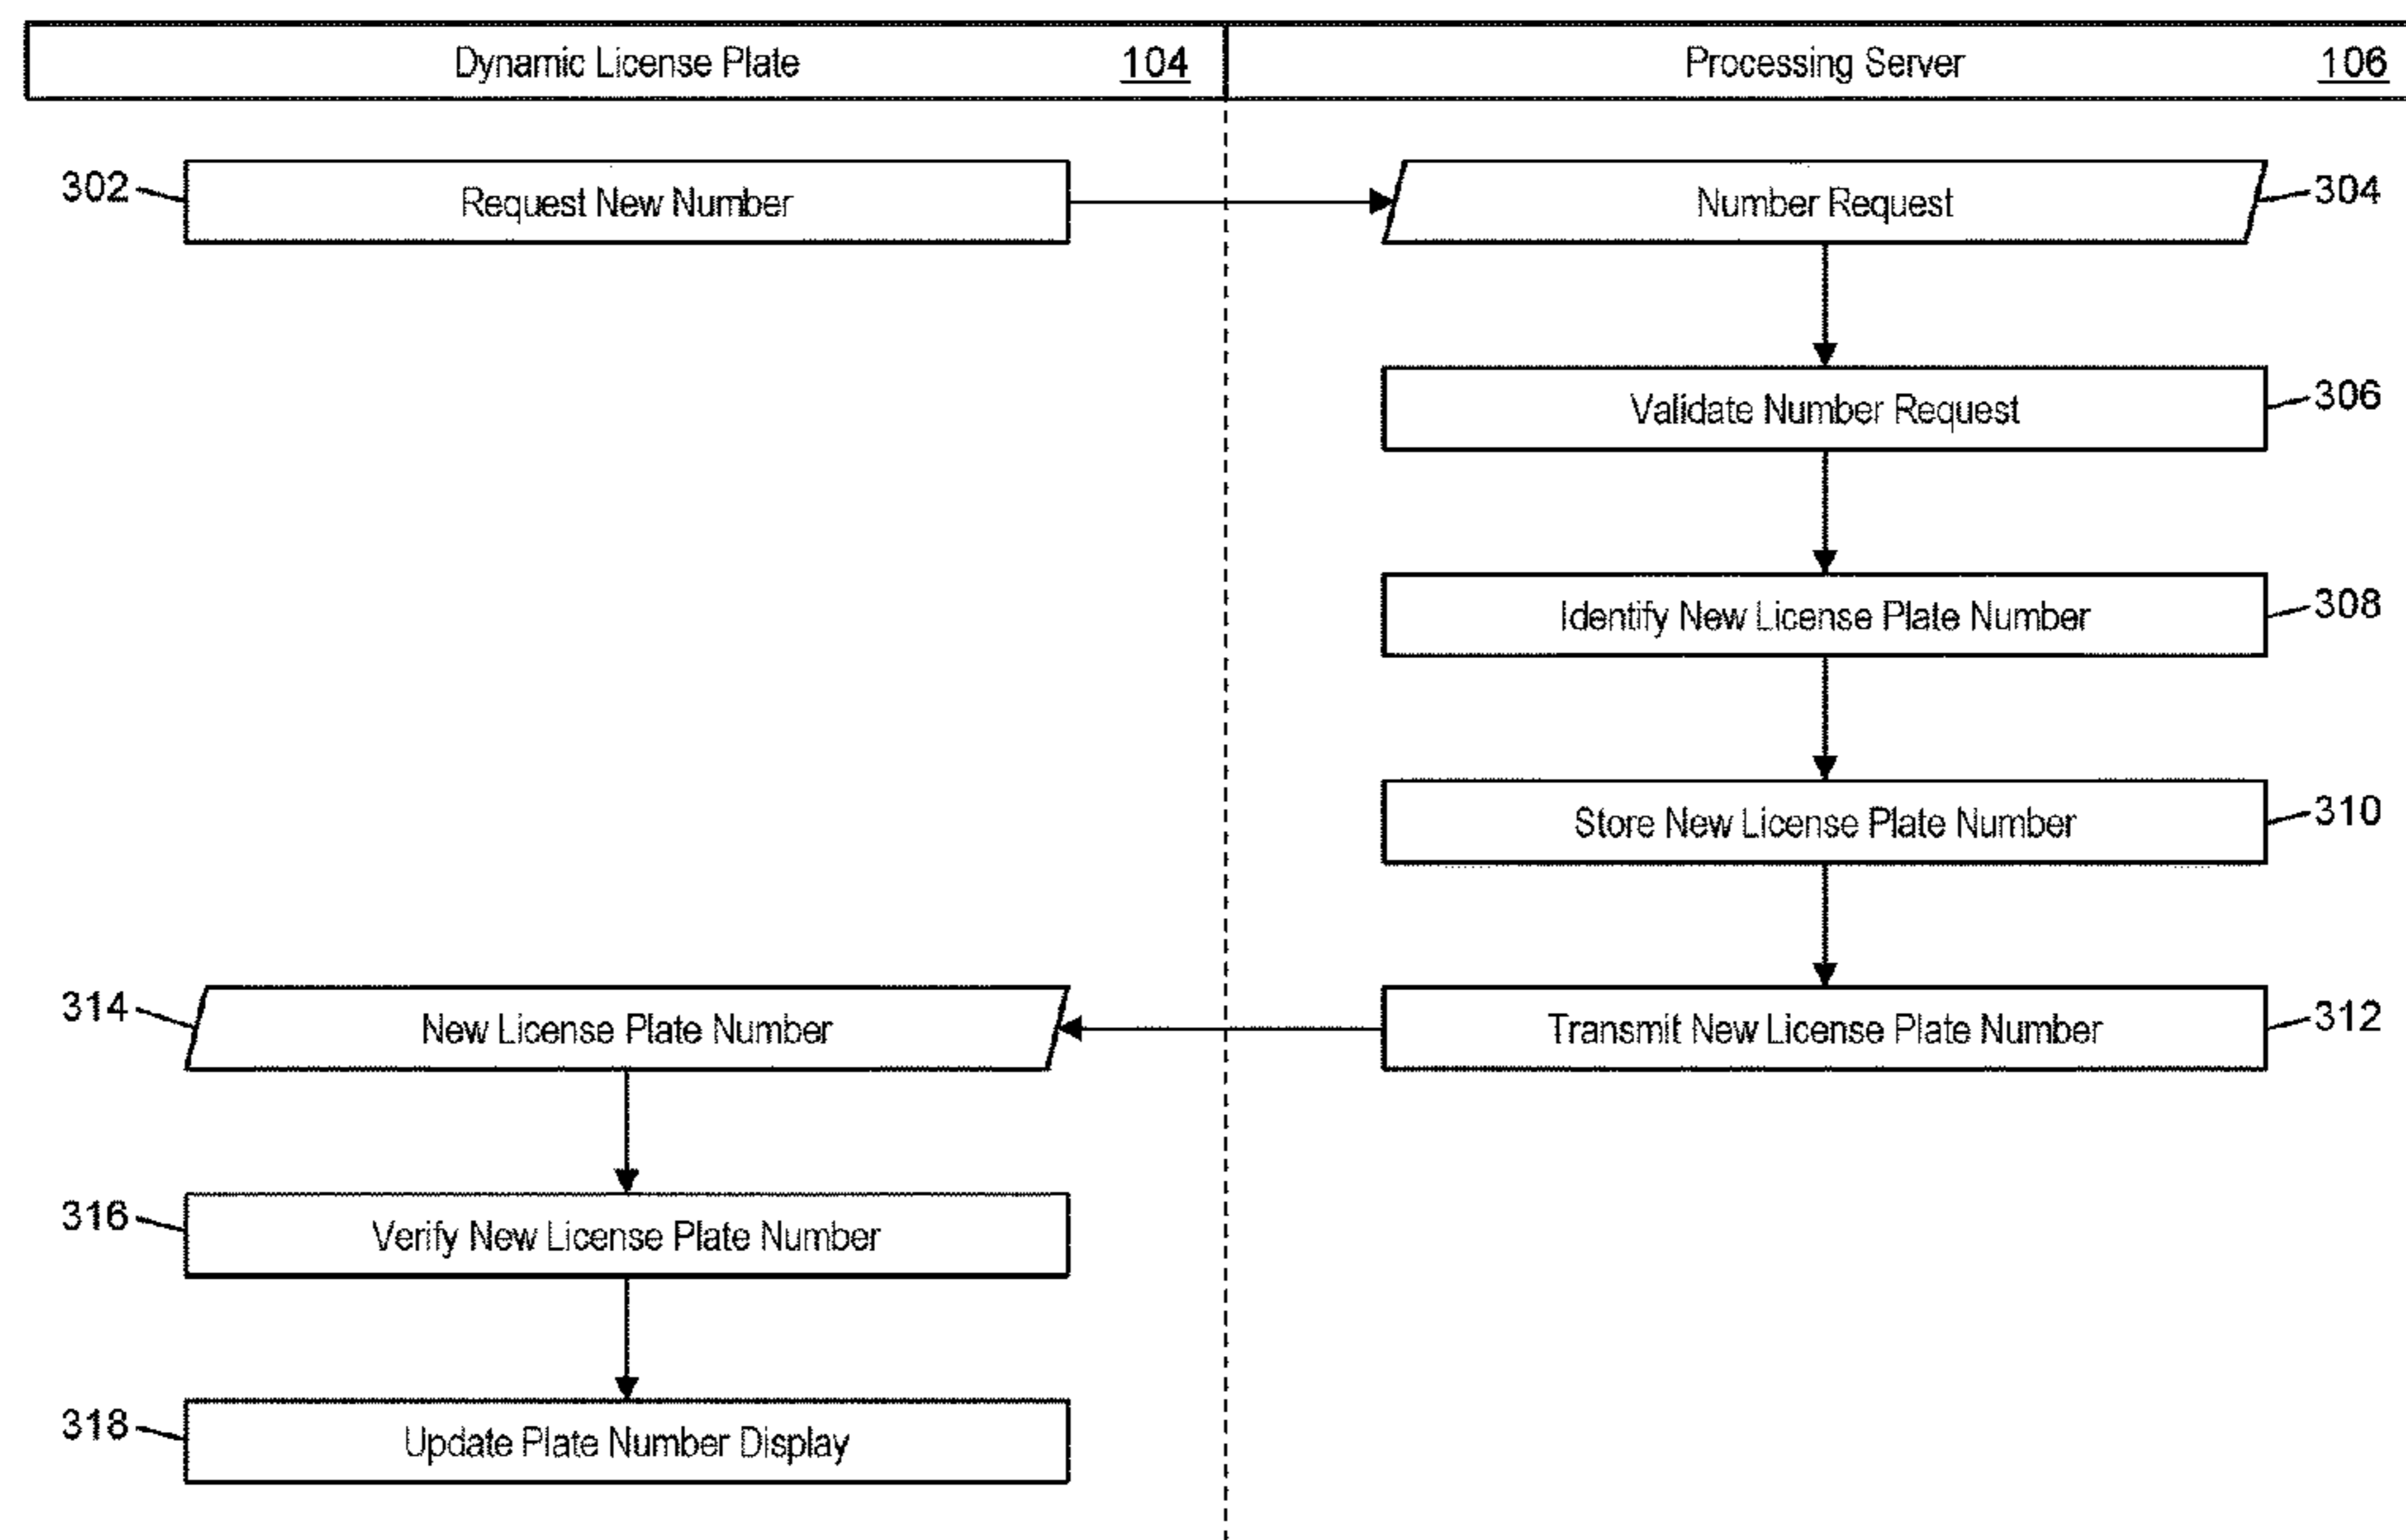 Dynamic License Plate 104 Processing Server 106
302 Request New Number Number Request 304
Validate Number Request 306
Identify New License Plate Number 308
Store New License Plate Number 310
314 New License Plate Number Transmit New License Plate Number 312
316 Verify New License Plate Number
318 Update Plate Number Display